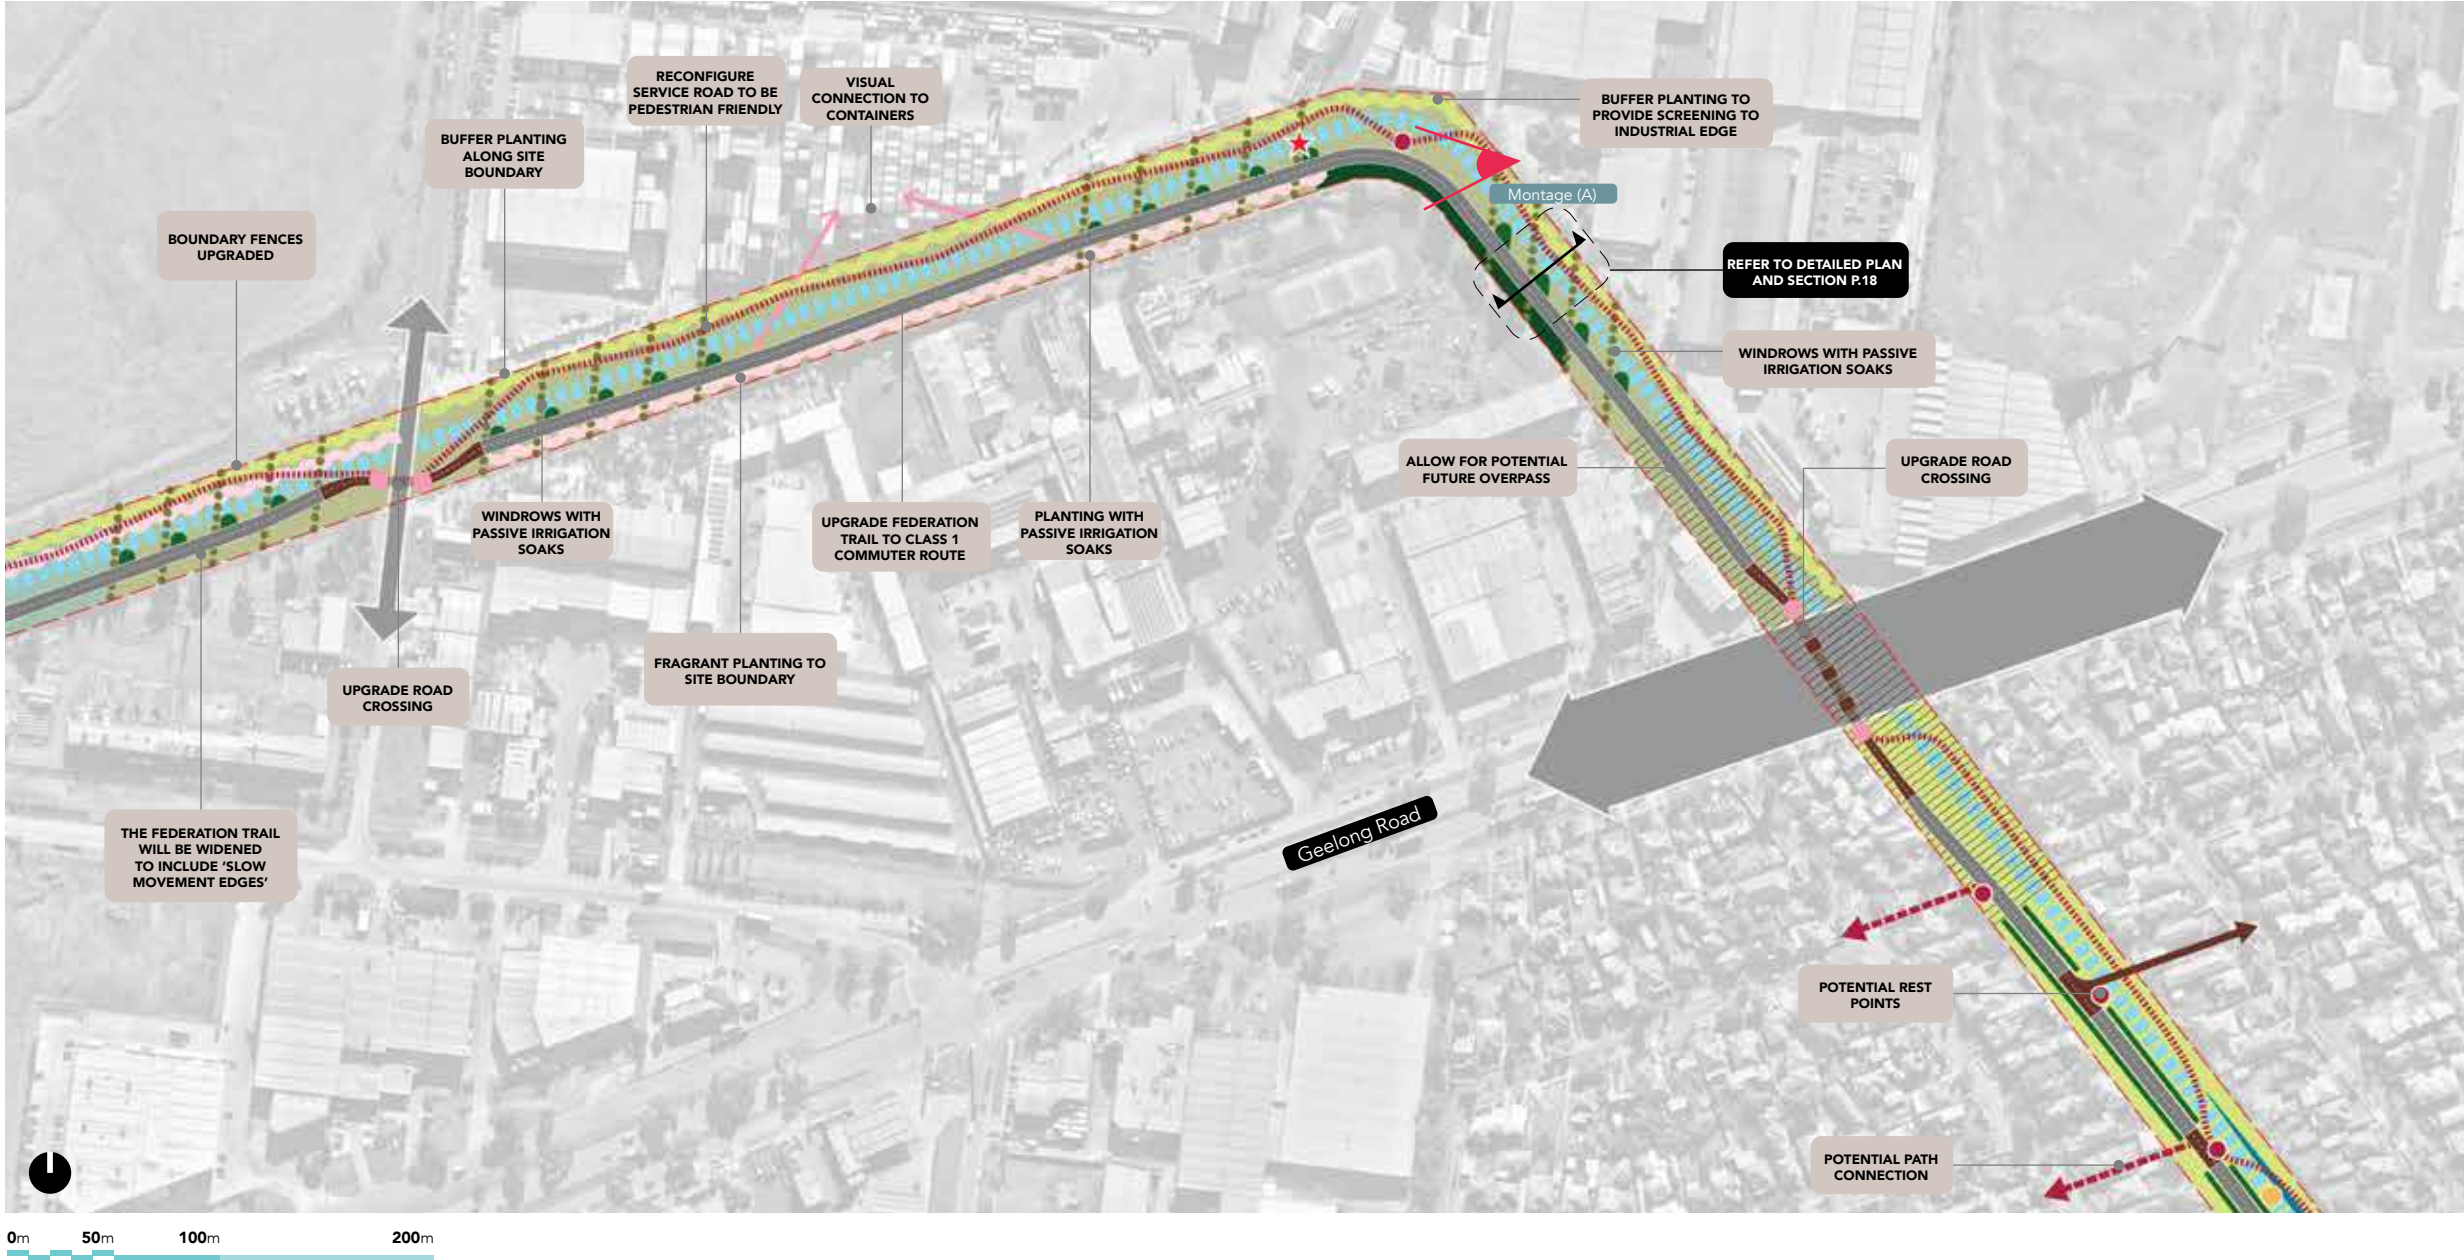 RECONFIGURE
SERVICE ROAD TO BE
PEDESTRIAN FRIENDLY
VISUAL
CONNECTION TO
CONTAINERS
BUFFER PLANTING TO
PROVIDE SCREENING TO
INDUSTRIAL EDGE
BUFFER PLANTING
ALONG SITE
BOUNDARY
Montage (A)
BOUNDARY FENCES
UPGRADED
REFER TO DETAILED PLAN
AND SECTION P.18
WINDROWS WITH PASSIVE
IRRIGATION SOAKS
ALLOW FOR POTENTIAL
FUTURE OVERPASS
UPGRADE ROAD
CROSSING
WINDROWS WITH
PASSIVE IRRIGATION
SOAKS
UPGRADE FEDERATION
TRAIL TO CLASS 1
COMMUTER ROUTE
PLANTING WITH
PASSIVE IRRIGATION
SOAKS
FRAGRANT PLANTING TO
SITE BOUNDARY
UPGRADE ROAD
CROSSING
THE FEDERATION TRAIL
WILL BE WIDENED
TO INCLUDE ‘SLOW
MOVEMENT EDGES’
Geelong Road
POTENTIAL REST
POINTS
POTENTIAL PATH
CONNECTION
0m 50m 100m 200m